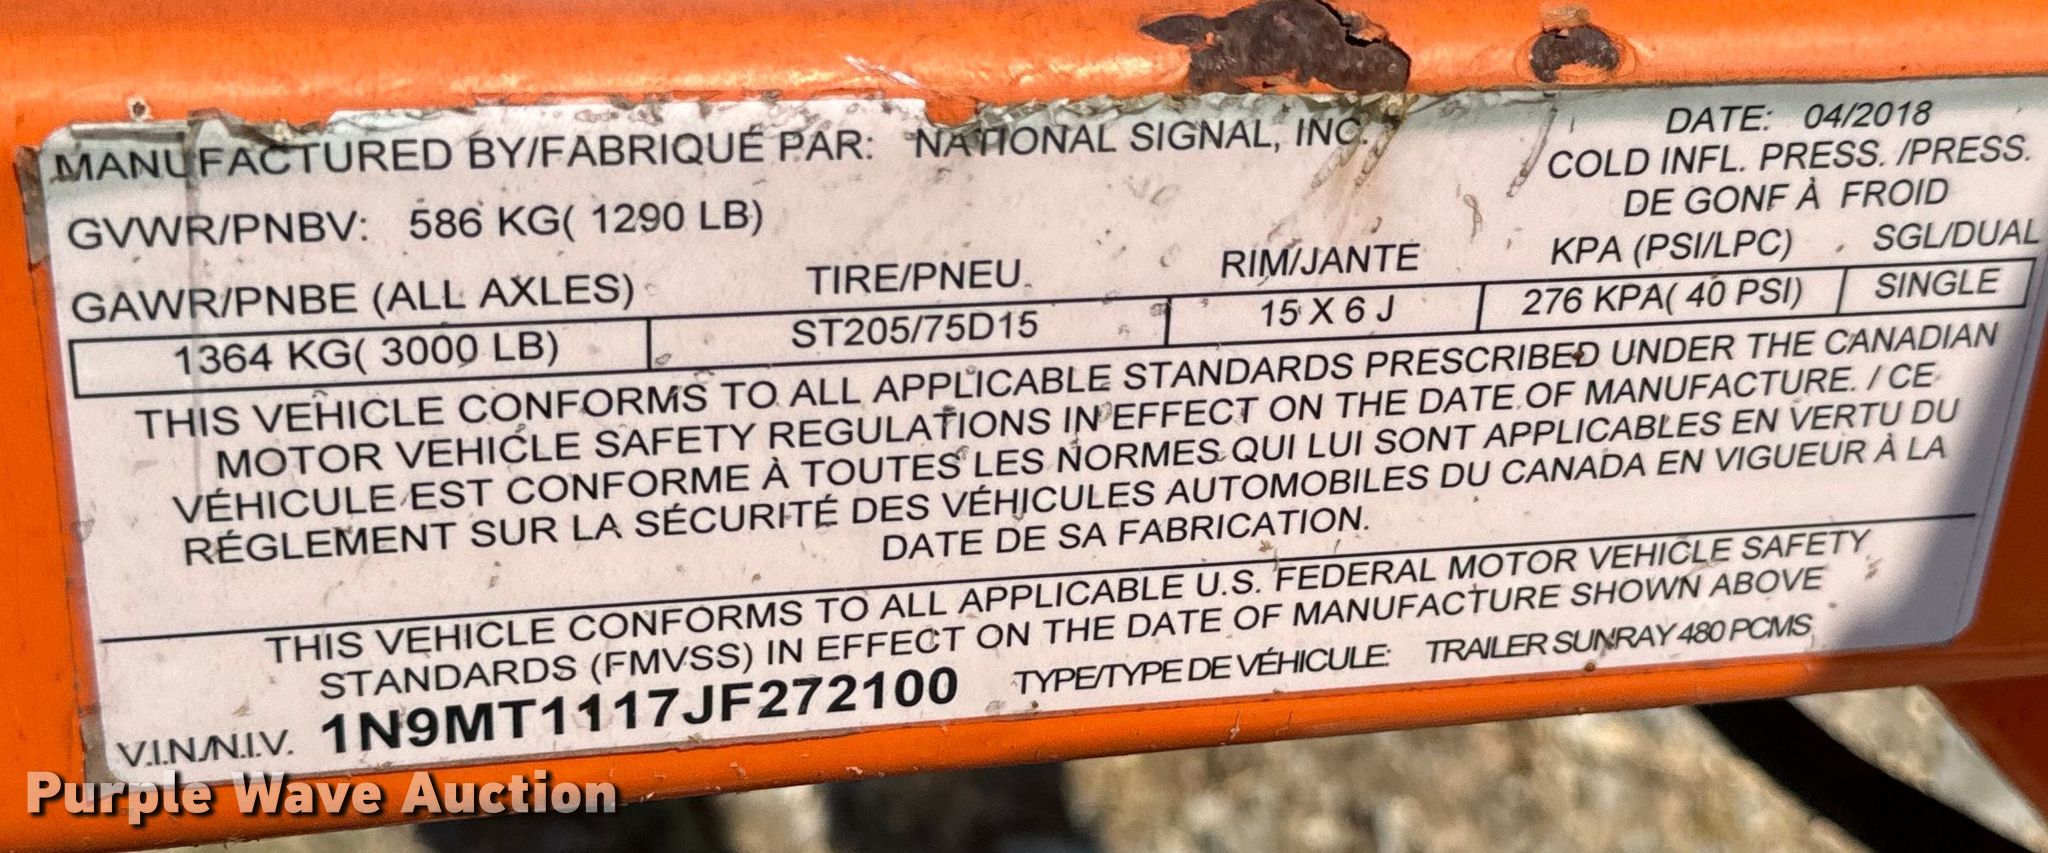 MANUFACTURED BY/FABRIQUÉ PAR: NATIONAL SIGNAL, INC. DATE: 04/2018
COLD INFL. PRESS. /PRESS.
DE GONF À FROID
GVWR/PNBV: 586 KG( 1290 LB)
GAWR/PNBE (ALL AXLES) TIRE/PNEU RIM/JANTE KPA (PSI/LPC) SGL/DUAL
1364 KG( 3000 LB) ST205/75D15 15 X 6 J 276 KPA( 40 PSI) SINGLE
THIS VEHICLE CONFORMS TO ALL APPLICABLE STANDARDS PRESCRIBED UNDER THE CANADIAN
MOTOR VEHICLE SAFETY REGULATIONS IN EFFECT ON THE DATE OF MANUFACTURE. / CE
VÉHICULE EST CONFORME À TOUTES LES NORMES QUI LUI SONT APPLICABLES EN VERTU DU
RÉGLEMENT SUR LA SÉCURITÉ DES VÉHICULES AUTOMOBILES DU CANADA EN VIGUEUR À LA
DATE DE SA FABRICATION.
THIS VEHICLE CONFORMS TO ALL APPLICABLE U.S. FEDERAL MOTOR VEHICLE SAFETY
STANDARDS (FMVSS) IN EFFECT ON THE DATE OF MANUFACTURE SHOWN ABOVE
V.I.N./N.I.V. 1N9MT1117JF272100 TYPE/TYPE DE VÉHICULE: TRAILER SUNRAY 480 PCMS
Purple Wave Auction